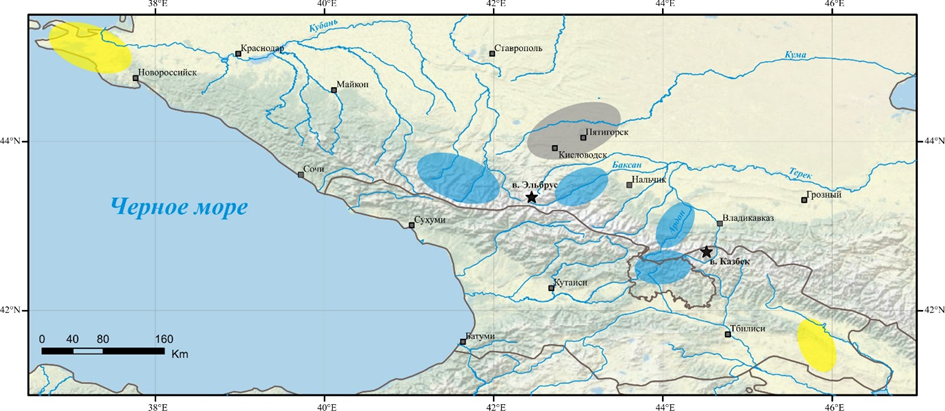 38°E
40°E
42°E
44°E
46°E
Кубань
Краснодар
Ставрополь
Кума
Новороссийск
Майкоп
44°N
44°N
Пятигорск
Кисловодск
Сочи
Баксан
Терек
в. Эльбрус
Нальчик
Грозный
Черное море
Ардон
Сухуми
Владикавказ
в. Казбек
Кутаиси
42°N
42°N
Тбилиси
Батуми
0 40 80 160
Km
38°E
40°E
42°E
44°E
46°E